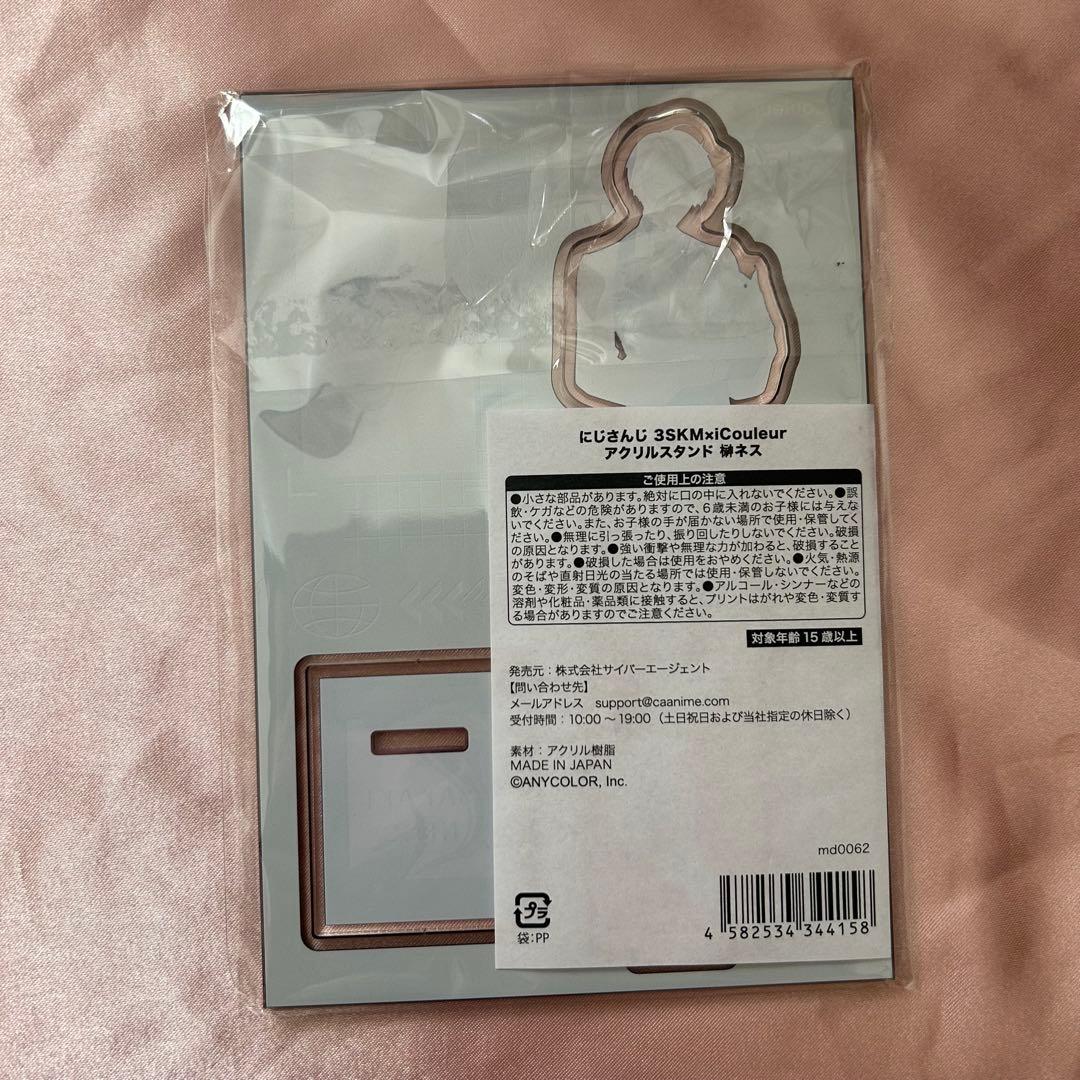 にじさんじ 3SKM×iCouleur
アクリルスタンド 榊ネス
ご使用上の注意
●小さな部品があります。絶対に口の中に入れないでください。●誤
飲・ケガなどの危険がありますので、6歳未満のお子様には与えな
いでください。また、お子様の手が届かない場所で使用・保管してく
ださい。●無理に引っ張ったり、振り回したりしないでください。破損
の原因となります。●強い衝撃や無理な力が加わると、破損すること
があります。●破損した場合は使用をおやめください。●火気・熱源
のそばや直射日光の当たる場所では使用・保管しないでください。
変色・変形・変質の原因となります。●アルコール・シンナーなどの
溶剤や化粧品・薬品類に接触すると、プリントはがれや変色・変質す
る場合がありますのでご注意ください。
対象年齢15歳以上
発売元：株式会社サイバーエージェント
【問い合わせ先】
メールアドレス support@caanime.com
受付時間：10:00～19:00（土日祝日および当社指定の休日除く）
素材：アクリル樹脂
MADE IN JAPAN
©ANYCOLOR, Inc.
md0062
プラ
袋:PP
4 582534 344158